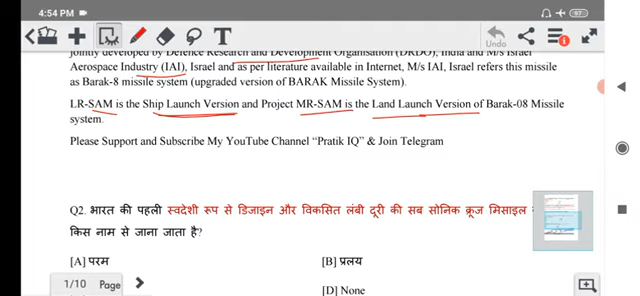 4:54 PM
97
Undo
jointly developed by Defence Research and Development Organisation (DRDO), India and M/s Israel
Aerospace Industry (IAI), Israel and as per literature available in Internet, M/s IAI, Israel refers this missile
as Barak-8 missile system (upgraded version of BARAK Missile System).
LR-SAM is the Ship Launch Version and Project MR-SAM is the Land Launch Version of Barak-08 Missile
system.
Please Support and Subscribe My YouTube Channel “Pratik IQ” & Join Telegram
Q2. भारत की पहली स्वदेशी रूप से डिजाइन और विकसित लंबी दूरी की सब सोनिक क्रूज मिसाइल
किस नाम से जाना जाता है?
[A] परम
[B] प्रलय
1/10 Page
[D] None